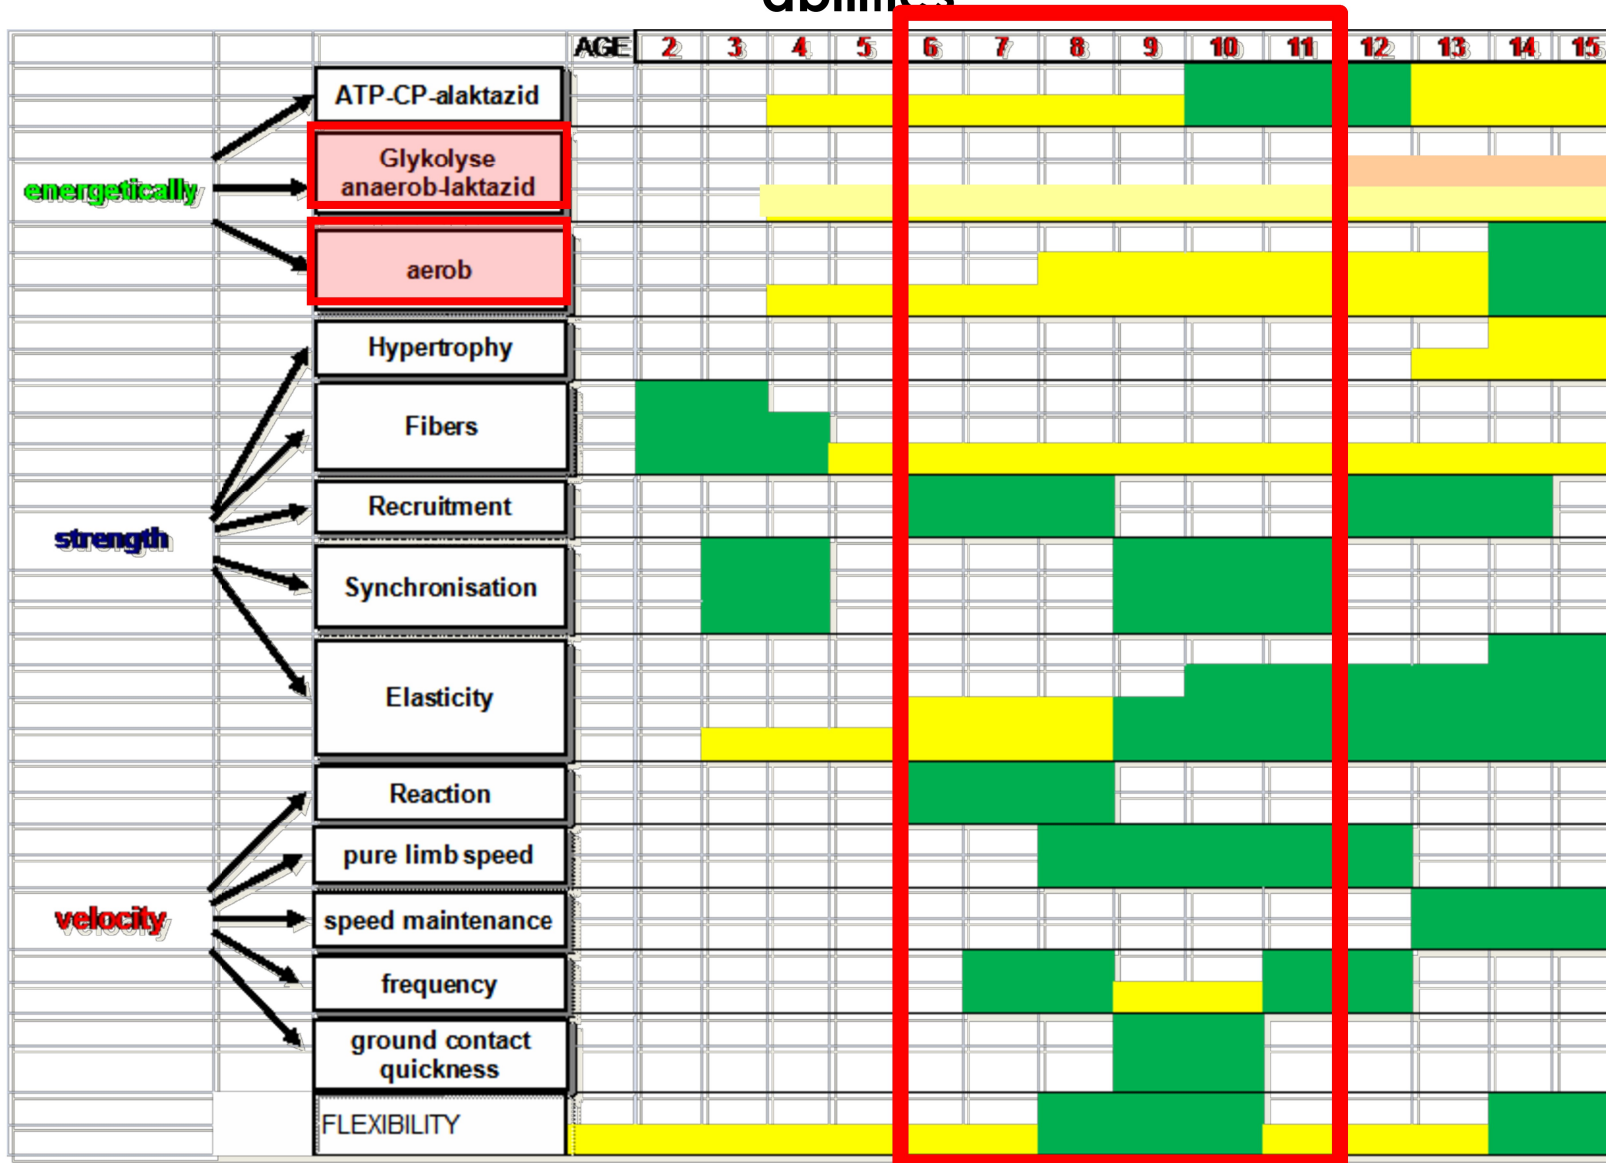 abilities
AGE 2 3 4 5 6 7 8 9 10 11 12 13 14 15
ATP-CP-alaktazid
Glykolyse
anaerob-laktazid
energetically
aerob
Hypertrophy
Fibers
Recruitment
strength
Synchronisation
Elasticity
Reaction
pure limb speed
velocity
speed maintenance
frequency
ground contact
quickness
FLEXIBILITY